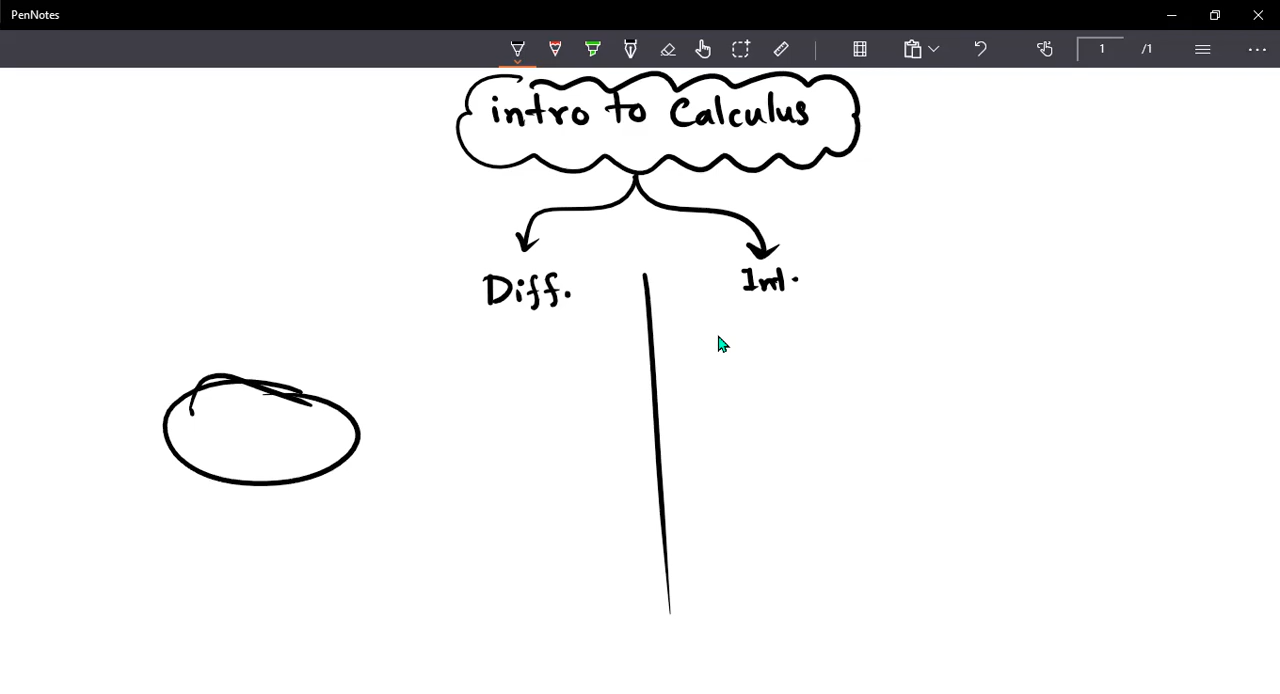 PenNotes
1 /1
intro to Calculus
Diff. Int.